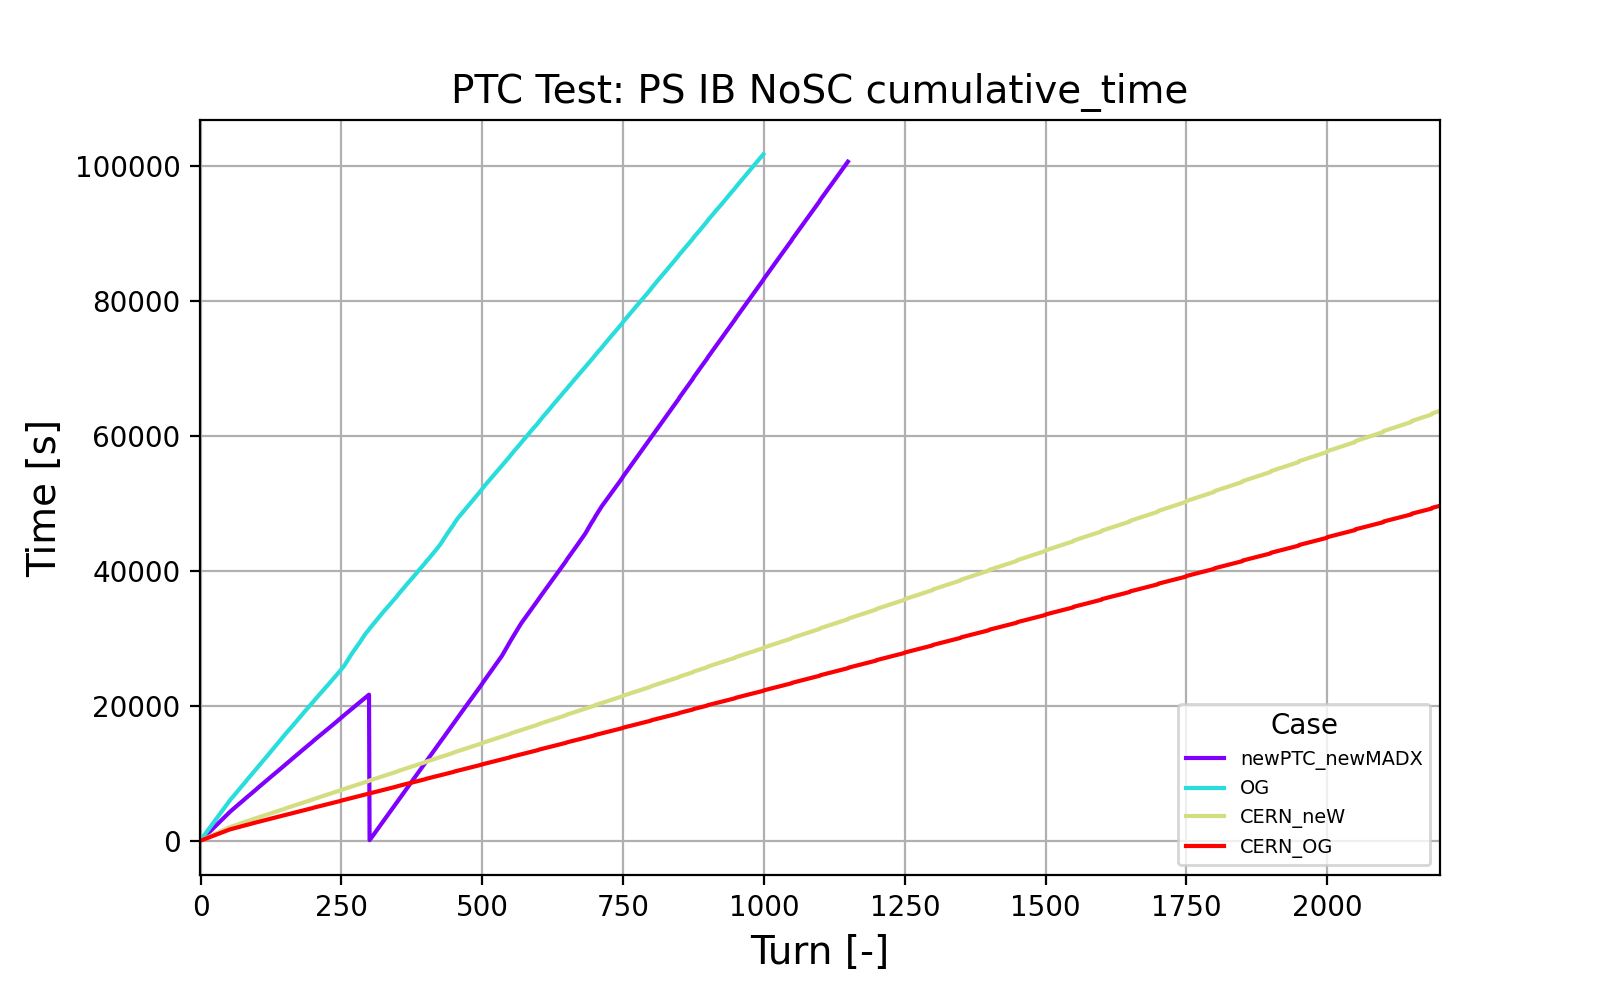 PTC Test: PS IB NoSC cumulative_time
100000
80000
60000
40000
20000
0
Time [s]
0 250 500 750 1000 1250 1500 1750 2000
Turn [-]
Case
newPTC_newMADX
OG
CERN_neW
CERN_OG